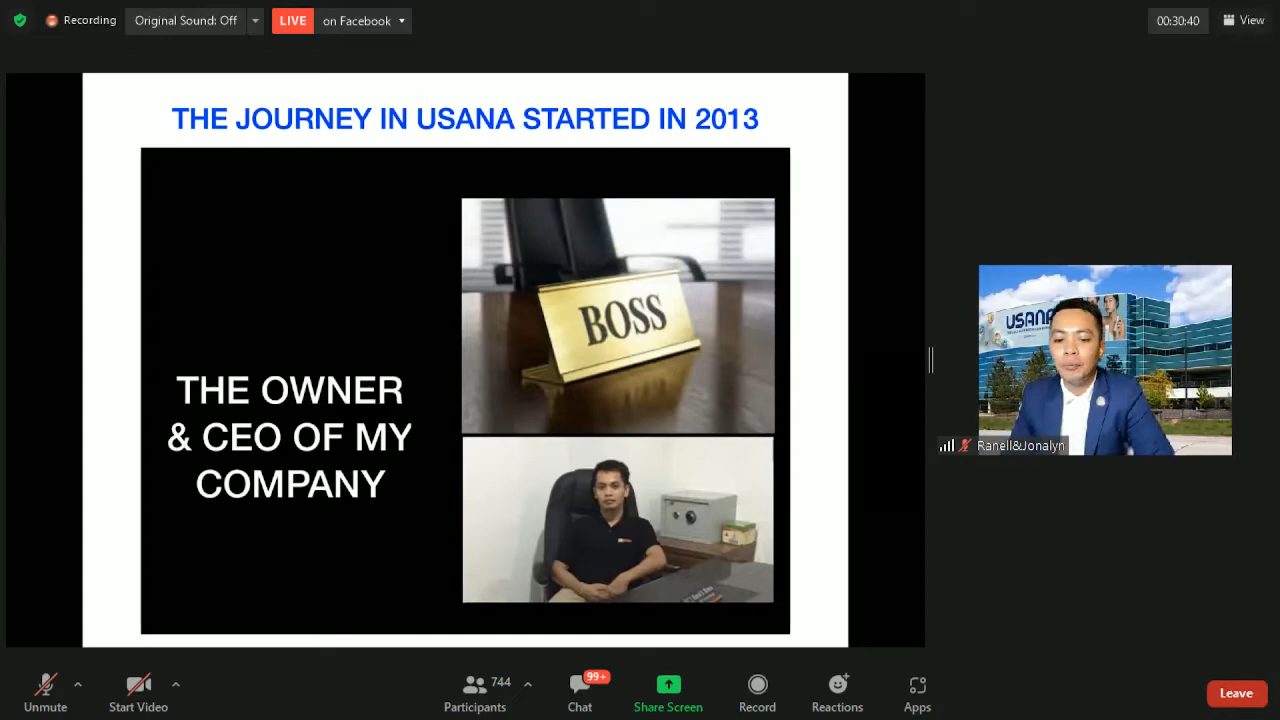 Recording
Original Sound: Off
LIVE
on Facebook
00:30:40
View
THE JOURNEY IN USANA STARTED IN 2013
BOSS
THE OWNER
& CEO OF MY
COMPANY
USANA
Ranell&Jonalyn
Unmute
Start Video
744
Participants
99+
Chat
Share Screen
Record
Reactions
Apps
Leave